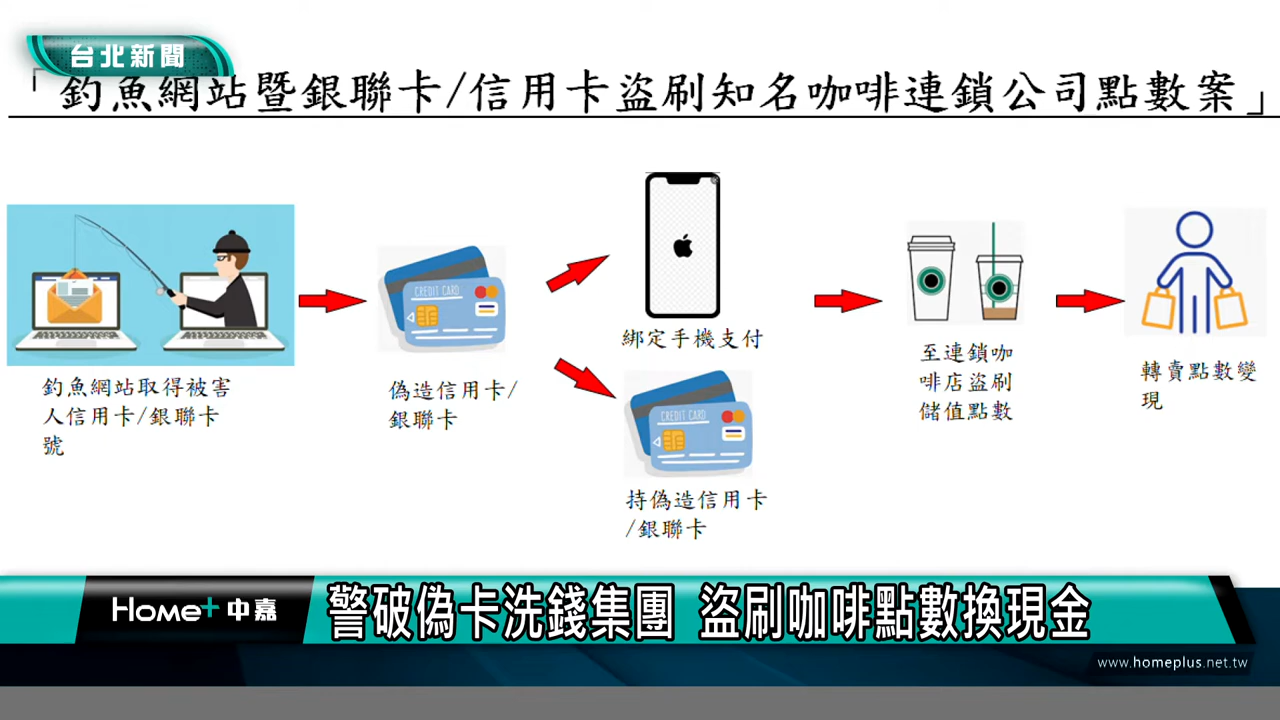 台北新聞
「釣魚網站暨銀聯卡/信用卡盜刷知名咖啡連鎖公司點數案」
釣魚網站取得被害
人信用卡/銀聯卡
號
CREDIT CARD
偽造信用卡/
銀聯卡
綁定手機支付
CREDIT CARD
持偽造信用卡
/銀聯卡
至連鎖咖
啡店盜刷
儲值點數
轉賣點數變
現
Home+中嘉
警破偽卡洗錢集團 盜刷咖啡點數換現金
www.homeplus.net.tw